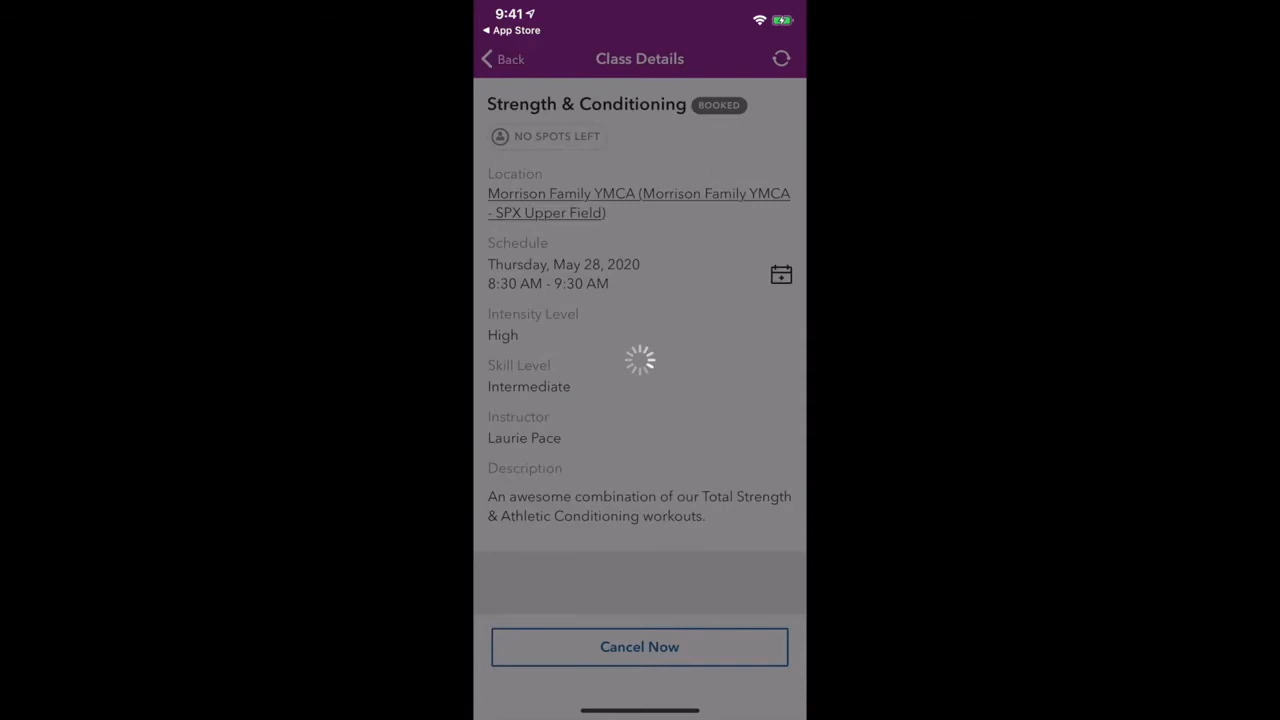 9:41
App Store
Back
Class Details
Strength & Conditioning BOOKED
NO SPOTS LEFT
Location
Morrison Family YMCA (Morrison Family YMCA
- SPX Upper Field)
Schedule
Thursday, May 28, 2020
8:30 AM - 9:30 AM
Intensity Level
High
Skill Level
Intermediate
Instructor
Laurie Pace
Description
An awesome combination of our Total Strength
& Athletic Conditioning workouts.
Cancel Now